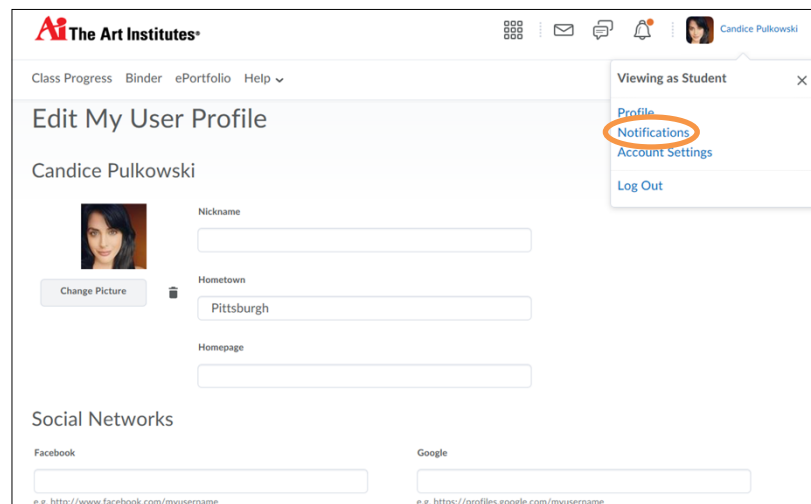 Ai The Art Institutes®
Candice Pulkowski
Class Progress Binder ePortfolio Help
Viewing as Student
Profile
Notifications
Account Settings
Log Out
Edit My User Profile
Candice Pulkowski
Nickname
Change Picture
Hometown
Pittsburgh
Homepage
Social Networks
Facebook
Google
e.g. http://www.facebook.com/myusername
e.g. https://profiles.google.com/myusername